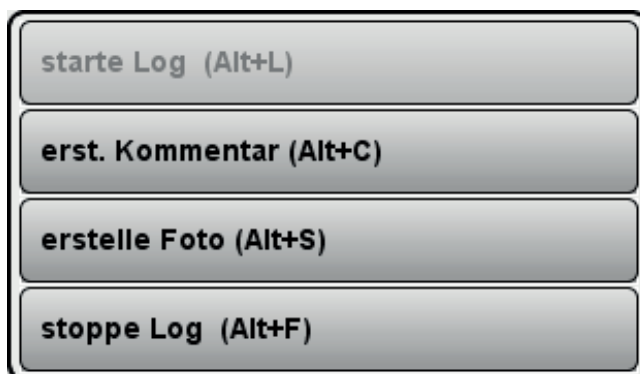 starte Log  (Alt+L)
erst. Kommentar (Alt+C)
erstelle Foto (Alt+S)
stoppe Log  (Alt+F)